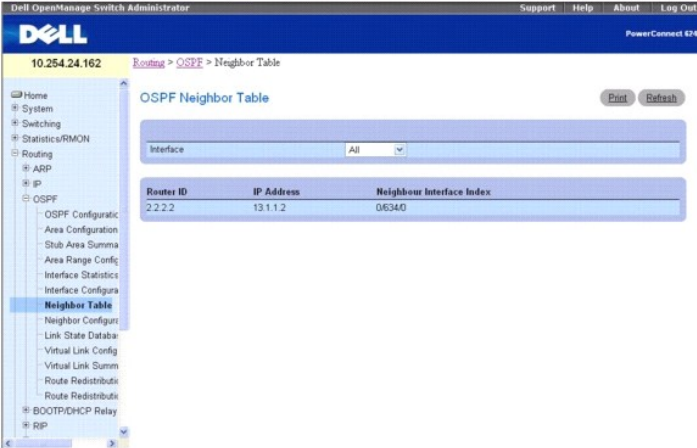 Dell OpenManage Switch Administrator
Support Help About Log Out
DELL
PowerConnect 624
10.254.24.162
Routing > OSPF > Neighbor Table
Home
System
Switching
Statistics/RMON
Routing
ARP
IP
OSPF
OSPF Configuratic
Area Configuration
Stub Area Summa
Area Range Config
Interface Statistics
Interface Configura
Neighbor Table
Neighbor Configura
Link State Databa
Virtual Link Config
Virtual Link Summ
Route Redistributic
Route Redistributic
BOOTP/DHCP Relay
RIP
OSPF Neighbor Table
Print Refresh
Interface All
Router ID IP Address Neighbour Interface Index
2.2.2.2 13.1.1.2 0/634/0